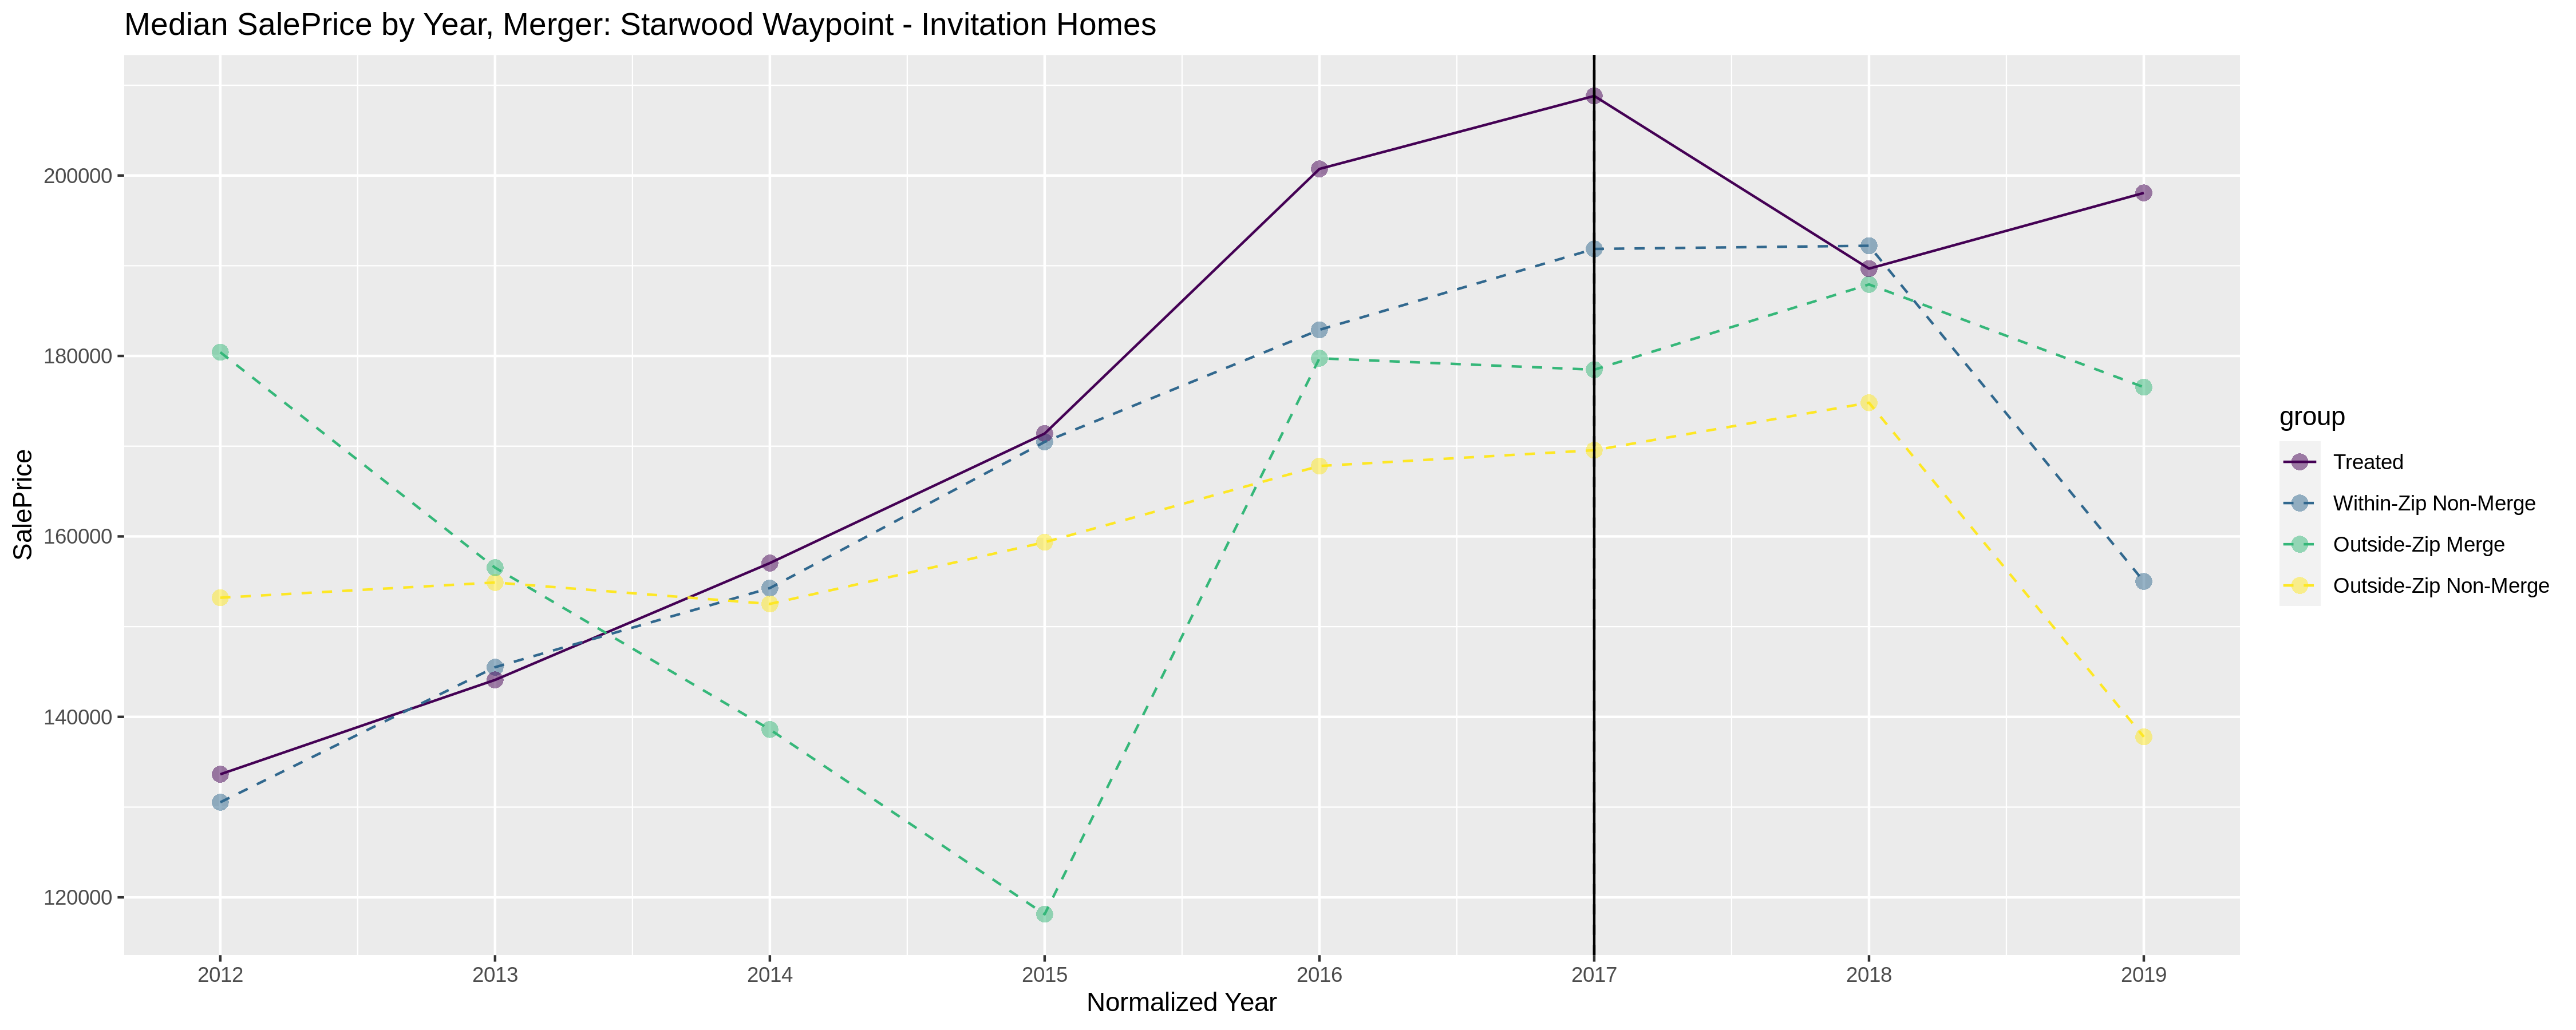 Median SalePrice by Year, Merger: Starwood Waypoint - Invitation Homes
SalePrice
200000
180000
160000
140000
120000
2012 2013 2014 2015 2016 2017 2018 2019
Normalized Year
group
Treated
Within-Zip Non-Merge
Outside-Zip Merge
Outside-Zip Non-Merge